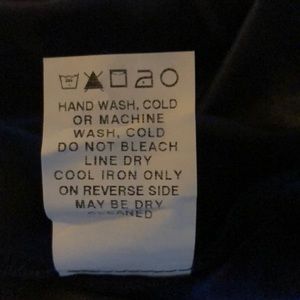 HAND WASH, COLD
OR MACHINE
WASH, COLD
DO NOT BLEACH
LINE DRY
COOL IRON ONLY
ON REVERSE SIDE
MAY BE DRY
CLEANED